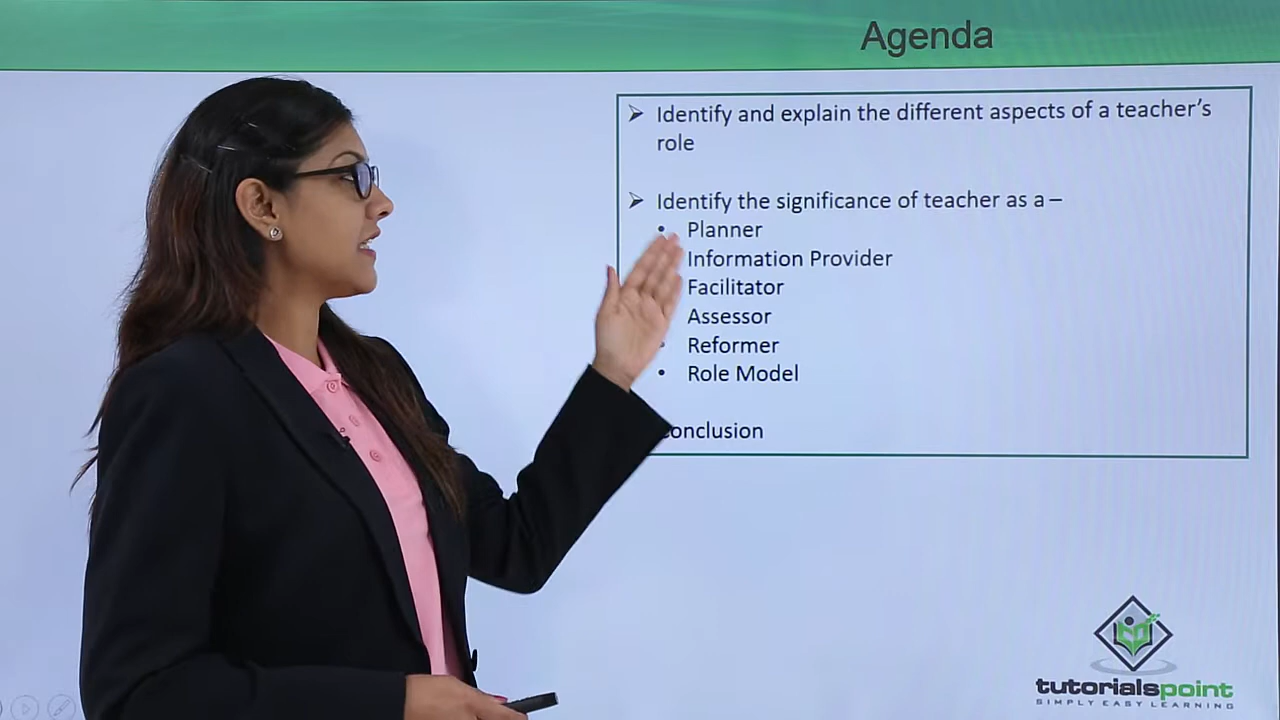 Agenda
➢ Identify and explain the different aspects of a teacher’s
role
➢ Identify the significance of teacher as a –
• Planner
Information Provider
Facilitator
Assessor
• Reformer
• Role Model
onclusion
tutorialspoint
SIMPLY EASY LEARNING